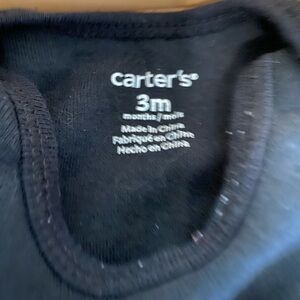 carter's®
3m
months / mois
Made in China
Fabriqué en Chine
Hecho en China